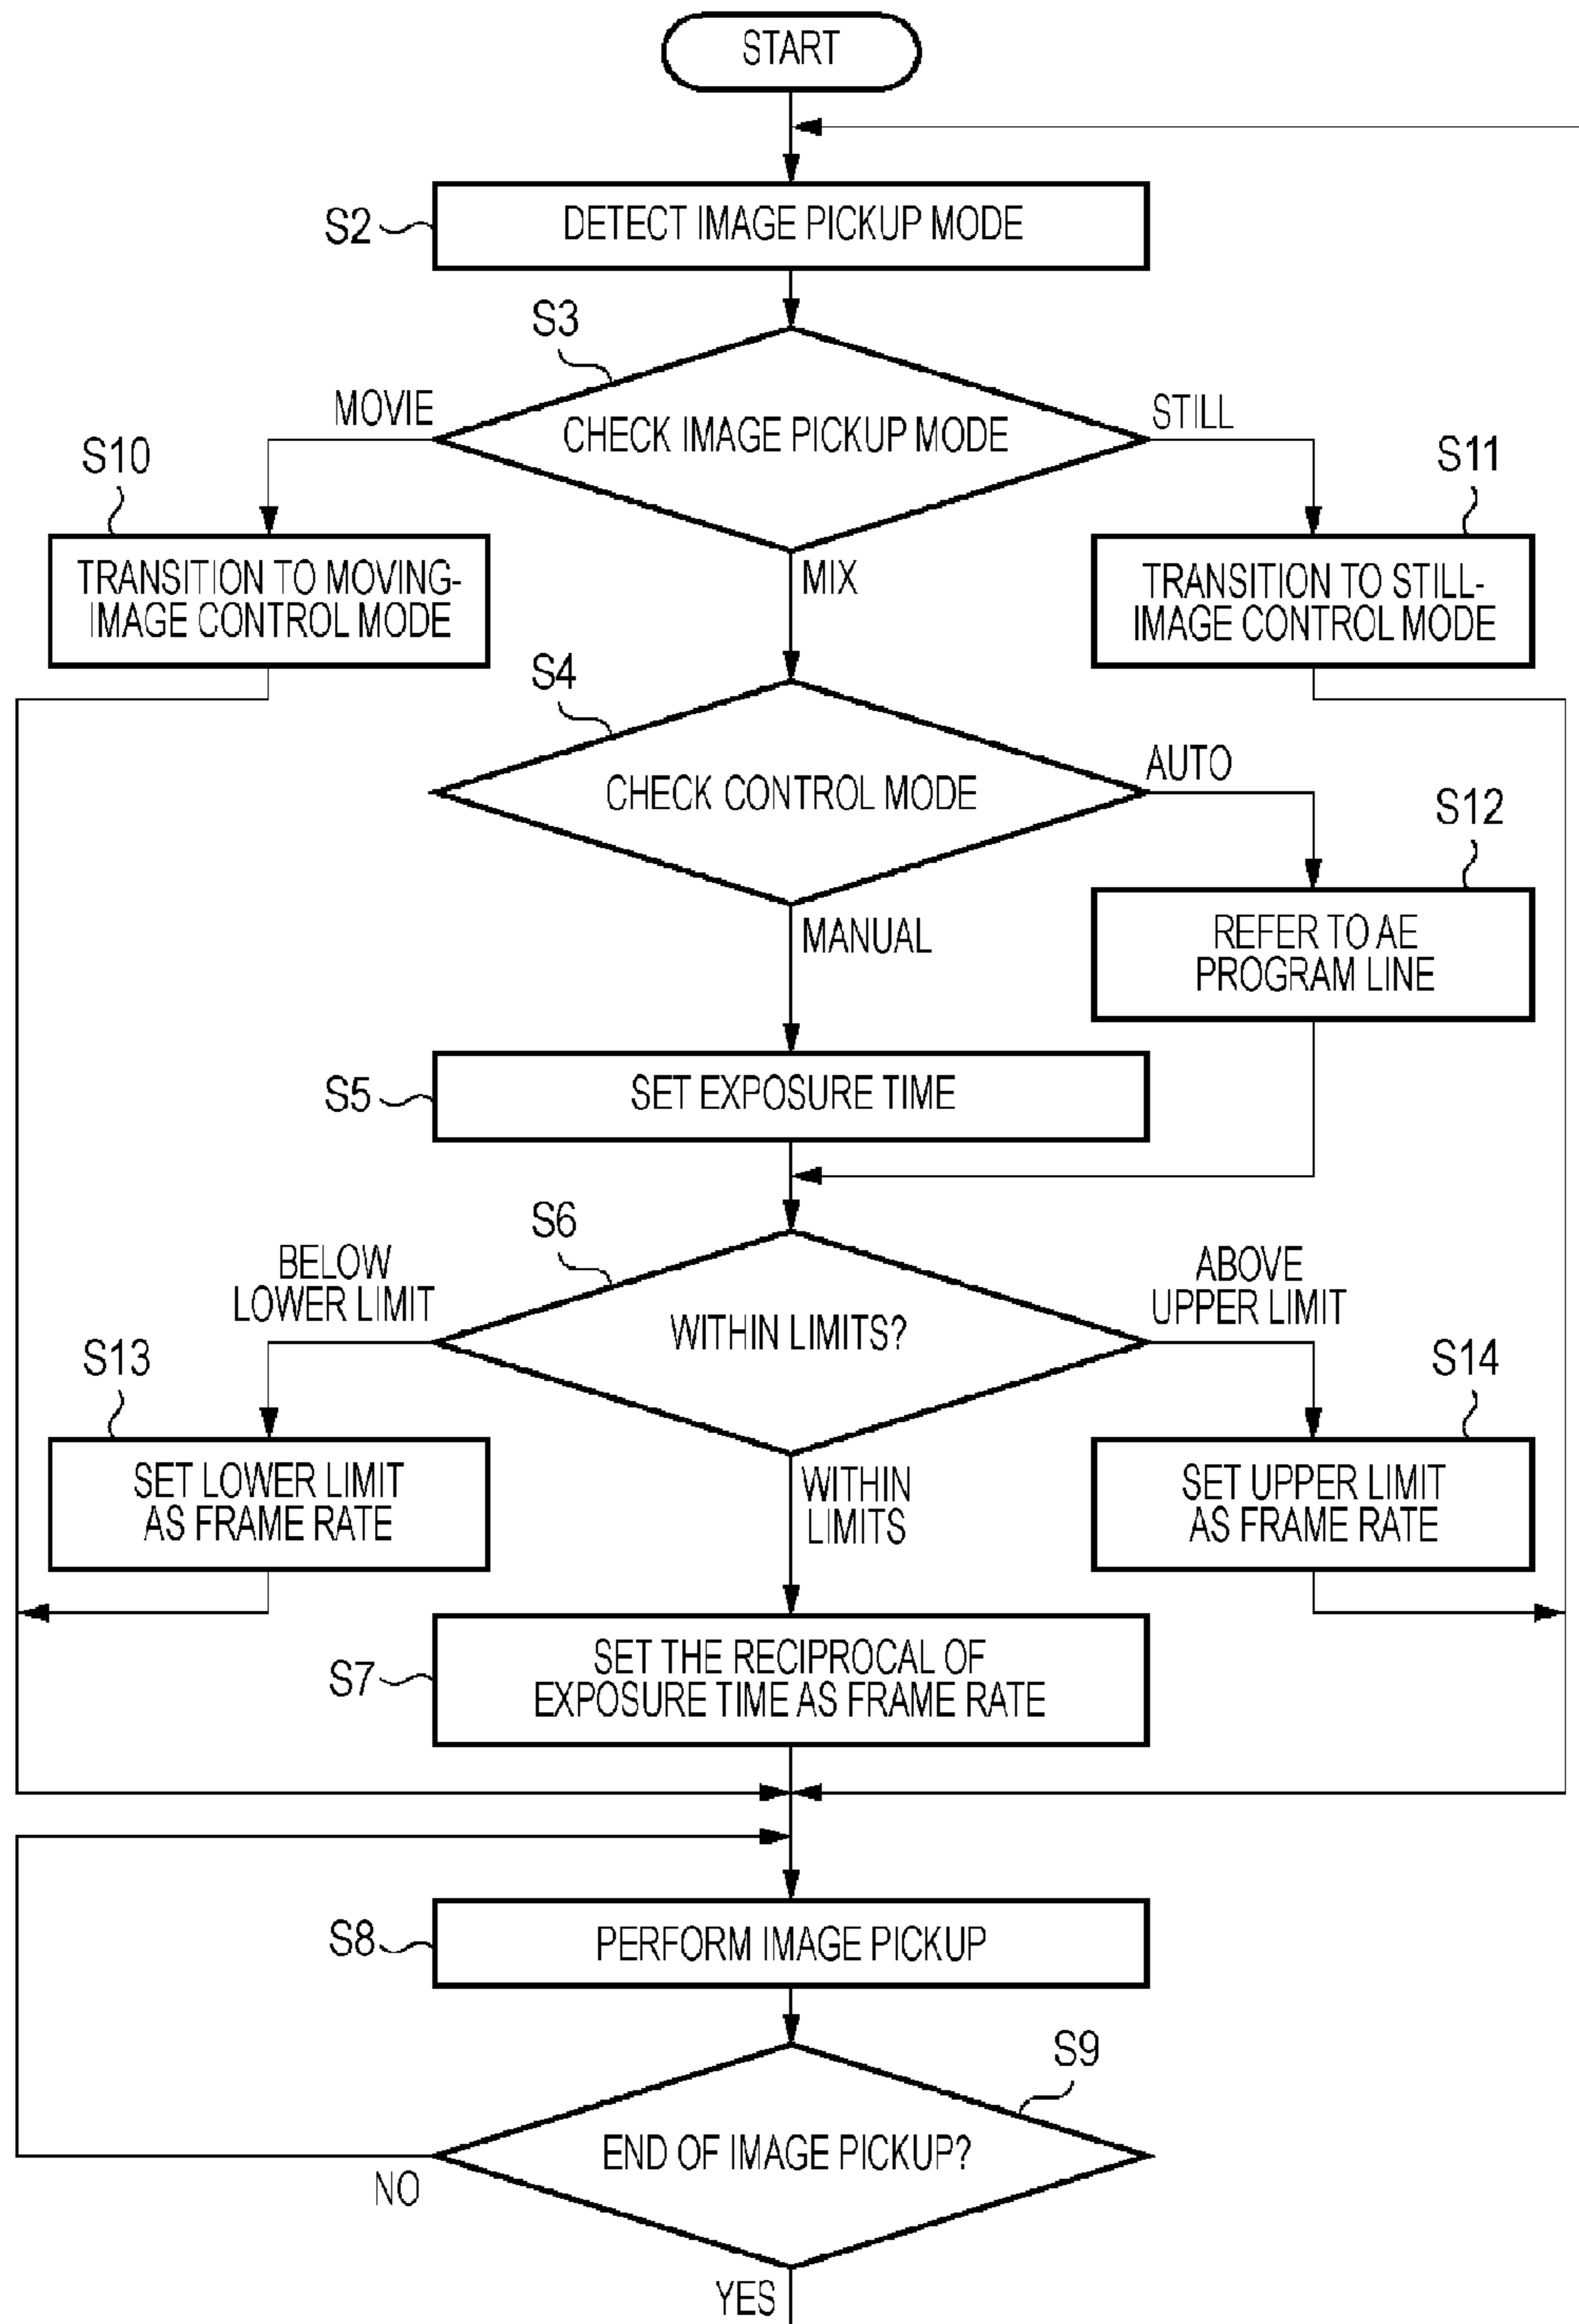 START
S2
DETECT IMAGE PICKUP MODE
S3
MOVIE
CHECK IMAGE PICKUP MODE
STILL
S10
S11
TRANSITION TO MOVING-
IMAGE CONTROL MODE
MIX
TRANSITION TO STILL-
IMAGE CONTROL MODE
S4
CHECK CONTROL MODE
AUTO
S12
MANUAL
REFER TO AE
PROGRAM LINE
S5
SET EXPOSURE TIME
S6
BELOW
LOWER LIMIT
WITHIN LIMITS?
ABOVE
UPPER LIMIT
S13
S14
SET LOWER LIMIT
AS FRAME RATE
WITHIN
LIMITS
SET UPPER LIMIT
AS FRAME RATE
S7
SET THE RECIPROCAL OF
EXPOSURE TIME AS FRAME RATE
S8
PERFORM IMAGE PICKUP
S9
END OF IMAGE PICKUP?
NO
YES